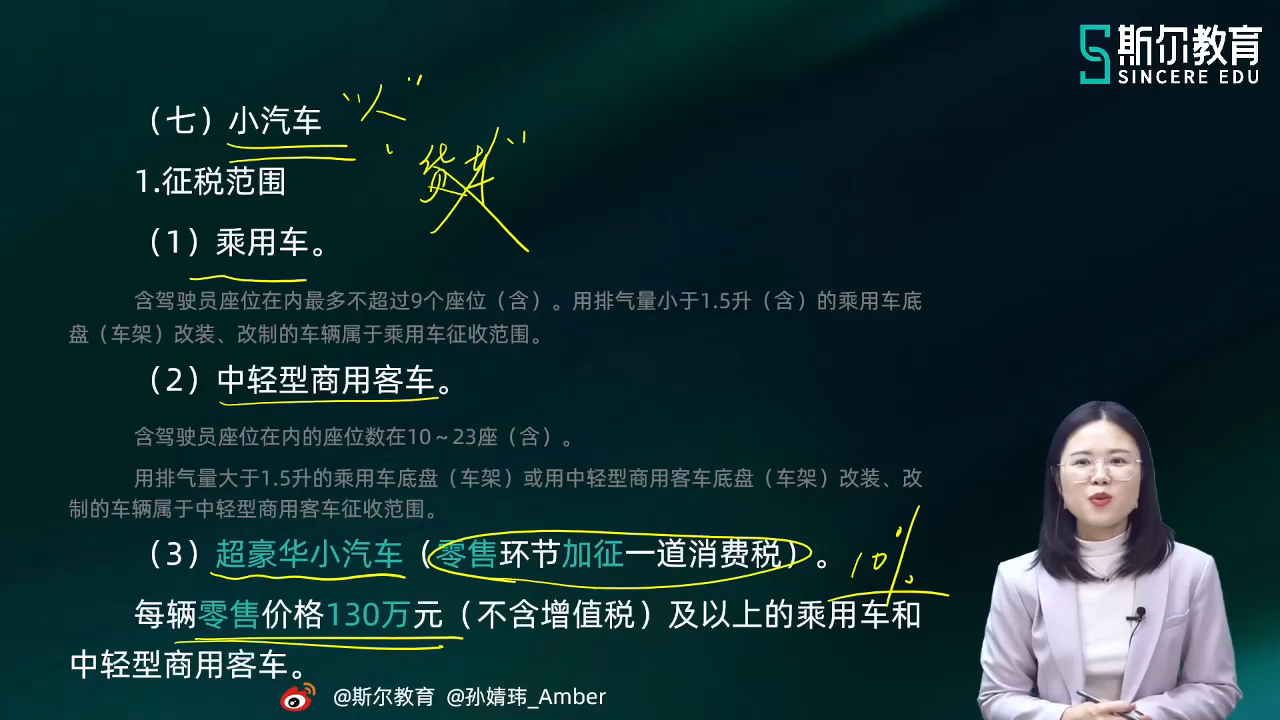 斯尔教育
SINCERE EDU
（七）小汽车 “人”
“货车”
1.征税范围
（1）乘用车。
含驾驶员座位在内最多不超过9个座位（含）。用排气量小于1.5升（含）的乘用车底
盘（车架）改装、改制的车辆属于乘用车征收范围。
（2）中轻型商用客车。
含驾驶员座位在内的座位数在10～23座（含）。
用排气量大于1.5升的乘用车底盘（车架）或用中轻型商用客车底盘（车架）改装、改
制的车辆属于中轻型商用客车征收范围。
（3）超豪华小汽车（零售环节加征一道消费税）。 10%
每辆零售价格130万元（不含增值税）及以上的乘用车和
中轻型商用客车。
@斯尔教育 @孙婧玮_Amber